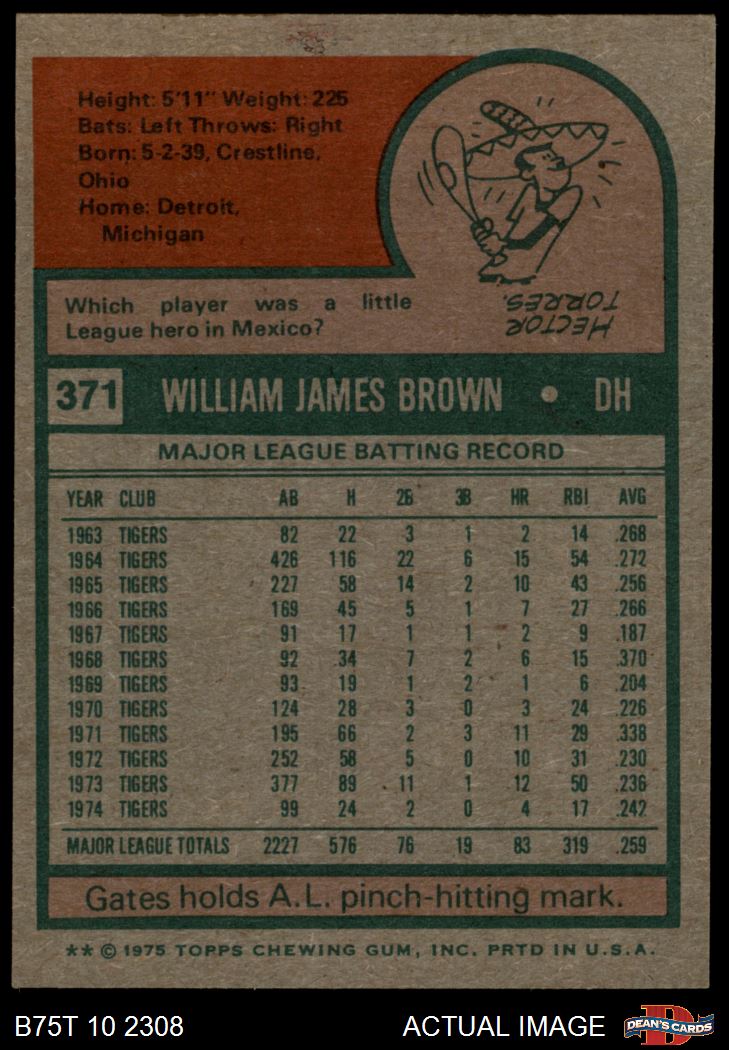 Height: 5'11" Weight: 225
Bats: Left Throws: Right
Born: 5-2-39, Crestline,
Ohio
Home: Detroit,
Michigan
Which player was a little
League hero in Mexico?
HECTOR
TORRES.
371 WILLIAM JAMES BROWN • DH
MAJOR LEAGUE BATTING RECORD
YEAR CLUB AB H 2B 3B HR RBI AVG
1963 TIGERS 82 22 3 1 2 14 .268
1964 TIGERS 426 116 22 6 15 54 .272
1965 TIGERS 227 58 14 2 10 43 .256
1966 TIGERS 169 45 5 1 7 27 .266
1967 TIGERS 91 17 1 1 2 9 .187
1968 TIGERS 92 34 7 2 6 15 .370
1969 TIGERS 93 19 1 2 1 6 .204
1970 TIGERS 124 28 3 0 3 24 .226
1971 TIGERS 195 66 2 3 11 29 .338
1972 TIGERS 252 58 5 0 10 31 .230
1973 TIGERS 377 89 11 1 12 50 .236
1974 TIGERS 99 24 2 0 4 17 .242
MAJOR LEAGUE TOTALS 2227 576 76 19 83 319 .259
Gates holds A.L. pinch-hitting mark.
** © 1975 TOPPS CHEWING GUM, INC. PRTD IN U.S.A.
B75T 10 2308 ACTUAL IMAGE
D
DEAN'S CARDS